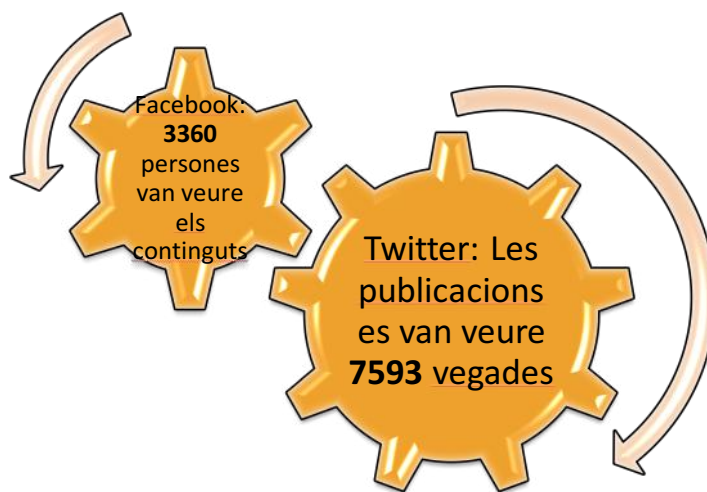 Facebook:
3360
persones
van veure
els
continguts
Twitter: Les
publicacions
es van veure
7593 vegades